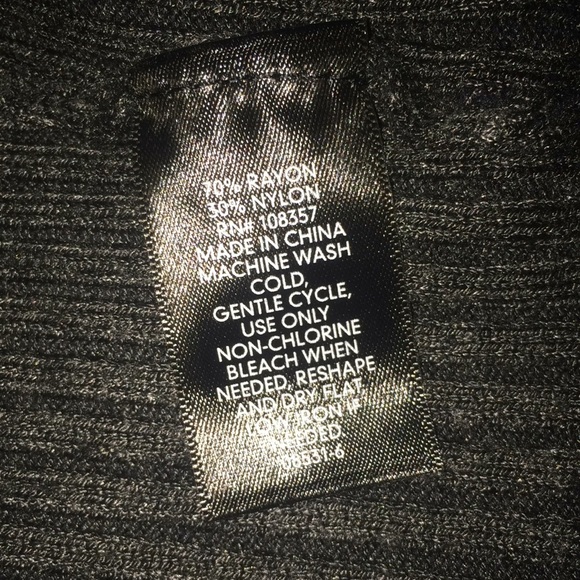 70% RAYON
30% NYLON
RN# 108357
MADE IN CHINA
MACHINE WASH
COLD,
GENTLE CYCLE,
USE ONLY
NON-CHLORINE
BLEACH WHEN
NEEDED, RESHAPE
AND DRY FLAT
LOW IRON IF
NEEDED